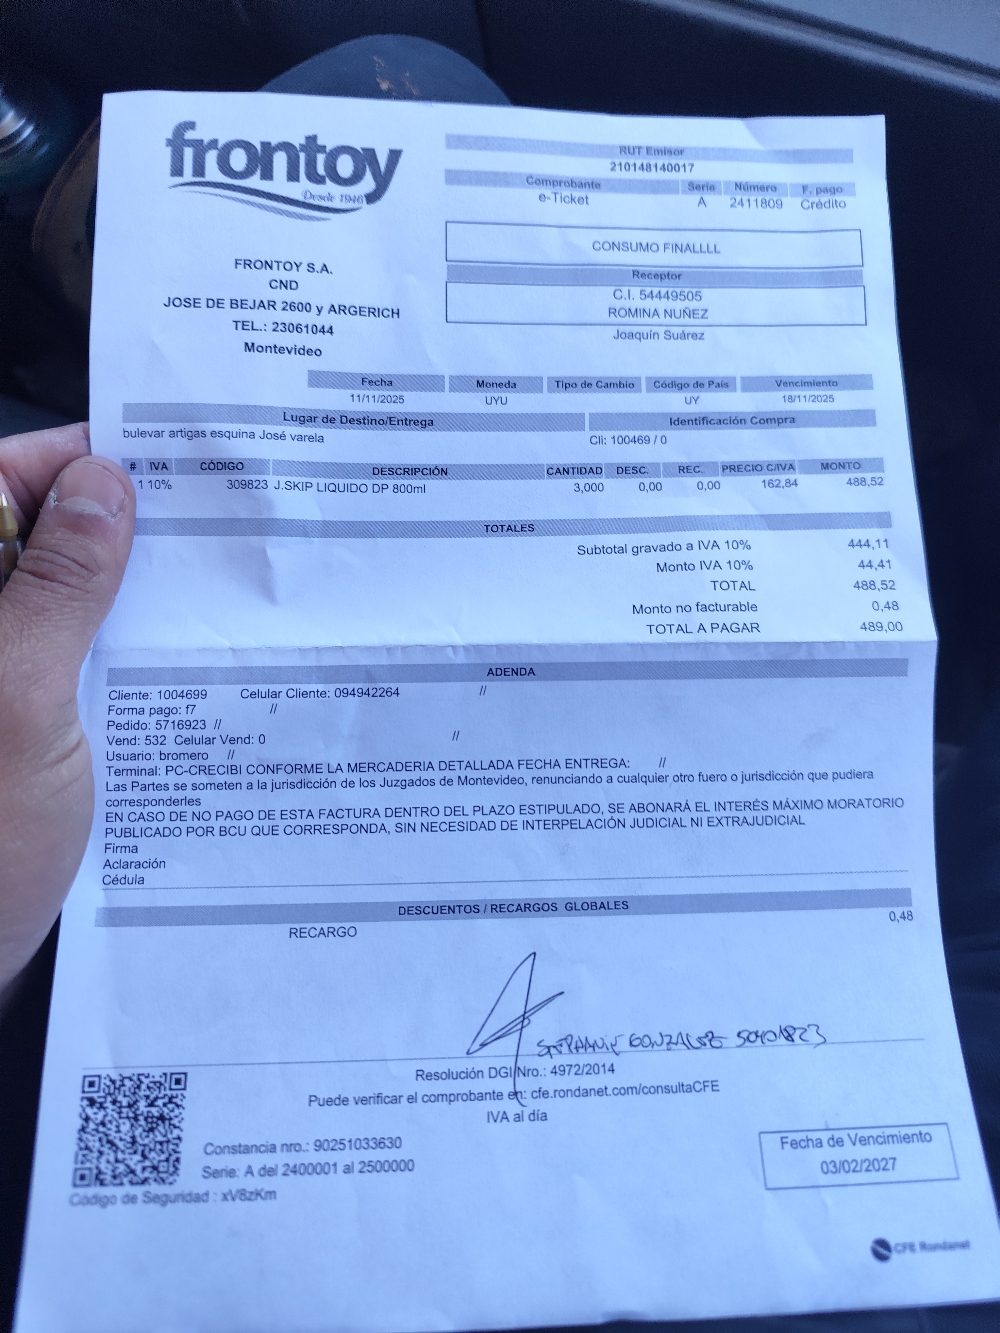 frontoy
Desde 1946
RUT Emisor
210148140017
Comprobante Serie Número F. pago
e-Ticket A 2411809 Crédito
CONSUMO FINALLLL
Receptor
C.I. 54449505
ROMINA NUÑEZ
Joaquín Suárez
FRONTOY S.A.
CND
JOSE DE BEJAR 2600 y ARGERICH
TEL.: 23061044
Montevideo
Fecha Moneda Tipo de Cambio Código de País Vencimiento
11/11/2025 UYU UY 18/11/2025
Lugar de Destino/Entrega Identificación Compra
bulevar artigas esquina José varela Cli: 100469 / 0
# IVA CÓDIGO DESCRIPCIÓN CANTIDAD DESC. REC. PRECIO C/IVA MONTO
1 10% 309823 J.SKIP LIQUIDO DP 800ml 3,000 0,00 0,00 162,84 488,52
TOTALES
Subtotal gravado a IVA 10% 444,11
Monto IVA 10% 44,41
TOTAL 488,52
Monto no facturable 0,48
TOTAL A PAGAR 489,00
ADENDA
Cliente: 1004699 Celular Cliente: 094942264 //
Forma pago: f7 //
Pedido: 5716923 //
Vend: 532 Celular Vend: 0 //
Usuario: bromero //
Terminal: PC-CRECIBI CONFORME LA MERCADERIA DETALLADA FECHA ENTREGA: //
Las Partes se someten a la jurisdicción de los Juzgados de Montevideo, renunciando a cualquier otro fuero o jurisdicción que pudiera
corresponderles
EN CASO DE NO PAGO DE ESTA FACTURA DENTRO DEL PLAZO ESTIPULADO, SE ABONARÁ EL INTERÉS MÁXIMO MORATORIO
PUBLICADO POR BCU QUE CORRESPONDA, SIN NECESIDAD DE INTERPELACIÓN JUDICIAL NI EXTRAJUDICIAL
Firma
Aclaración
Cédula
DESCUENTOS / RECARGOS GLOBALES
RECARGO 0,48
STEPHANIE GONZALEZ 50401823
Resolución DGI Nro.: 4972/2014
Puede verificar el comprobante en: cfe.rondanet.com/consultaCFE
IVA al día
Constancia nro.: 90251033630
Serie: A del 2400001 al 2500000
Código de Seguridad : xV8zKm
Fecha de Vencimiento
03/02/2027
CFE Rondanet